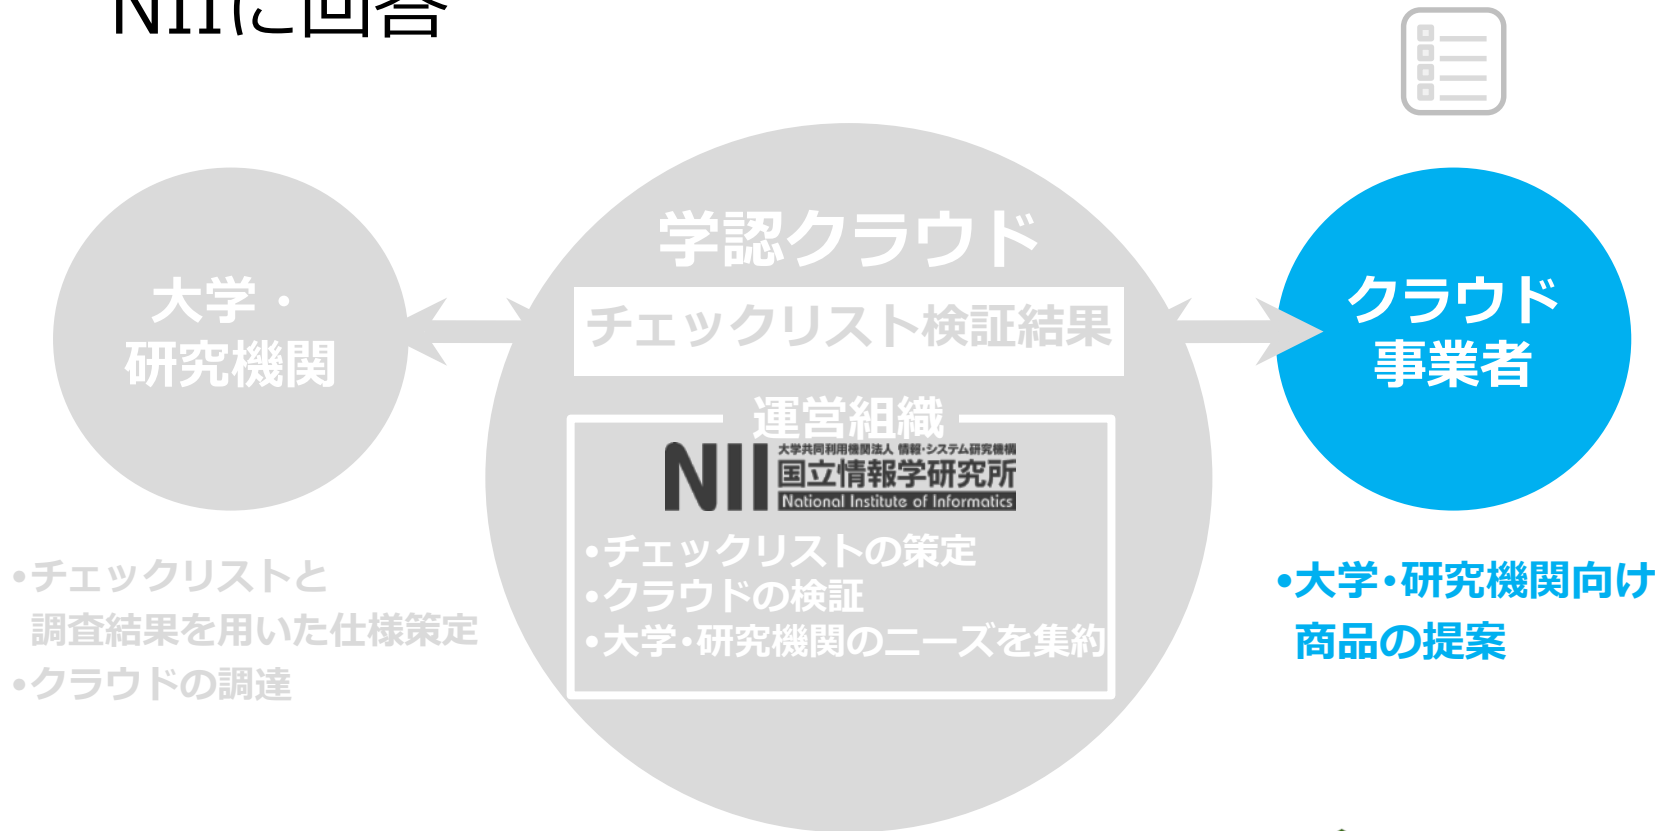 NIIに回答
学認クラウド
チェックリスト検証結果
大学・
研究機関
クラウド
事業者
運営組織
NII
大学共同利用機関法人 情報・システム研究機構
国立情報学研究所
National Institute of Informatics
•チェックリストの策定
•クラウドの検証
•大学・研究機関のニーズを集約
•チェックリストと
調査結果を用いた仕様策定
•クラウドの調達
•大学・研究機関向け
商品の提案